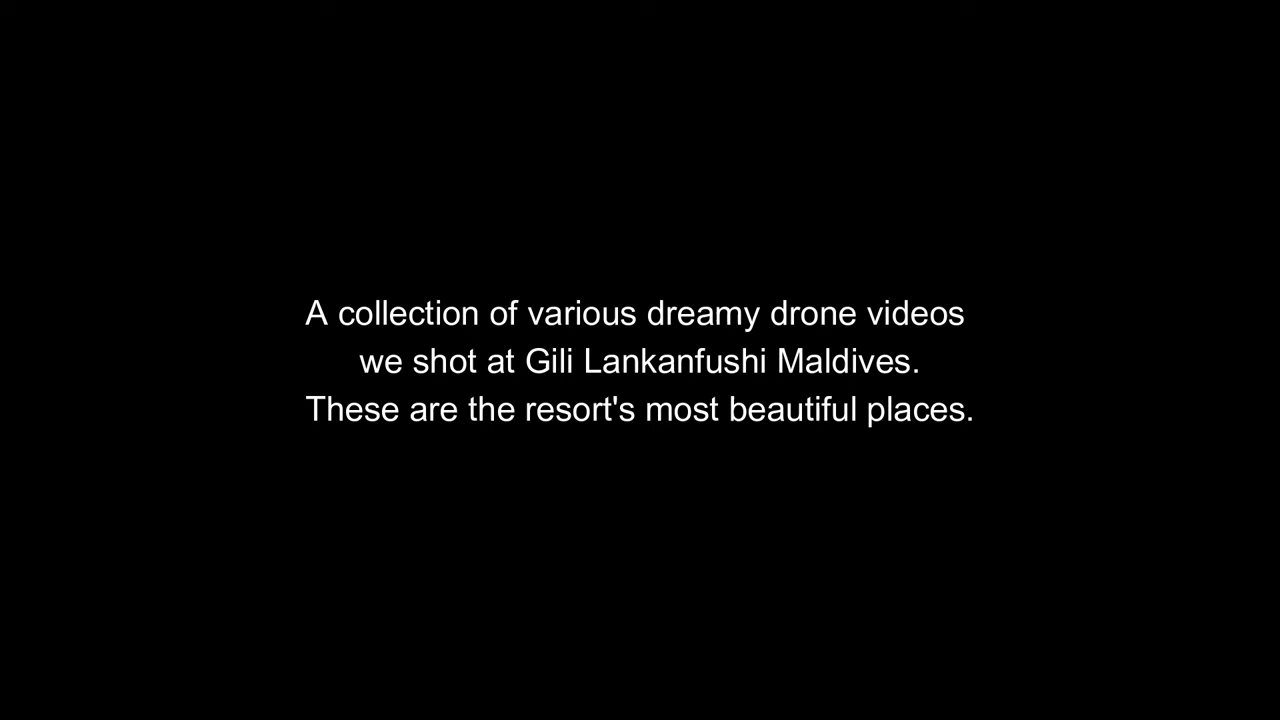 A collection of various dreamy drone videos
we shot at Gili Lankanfushi Maldives.
These are the resort's most beautiful places.